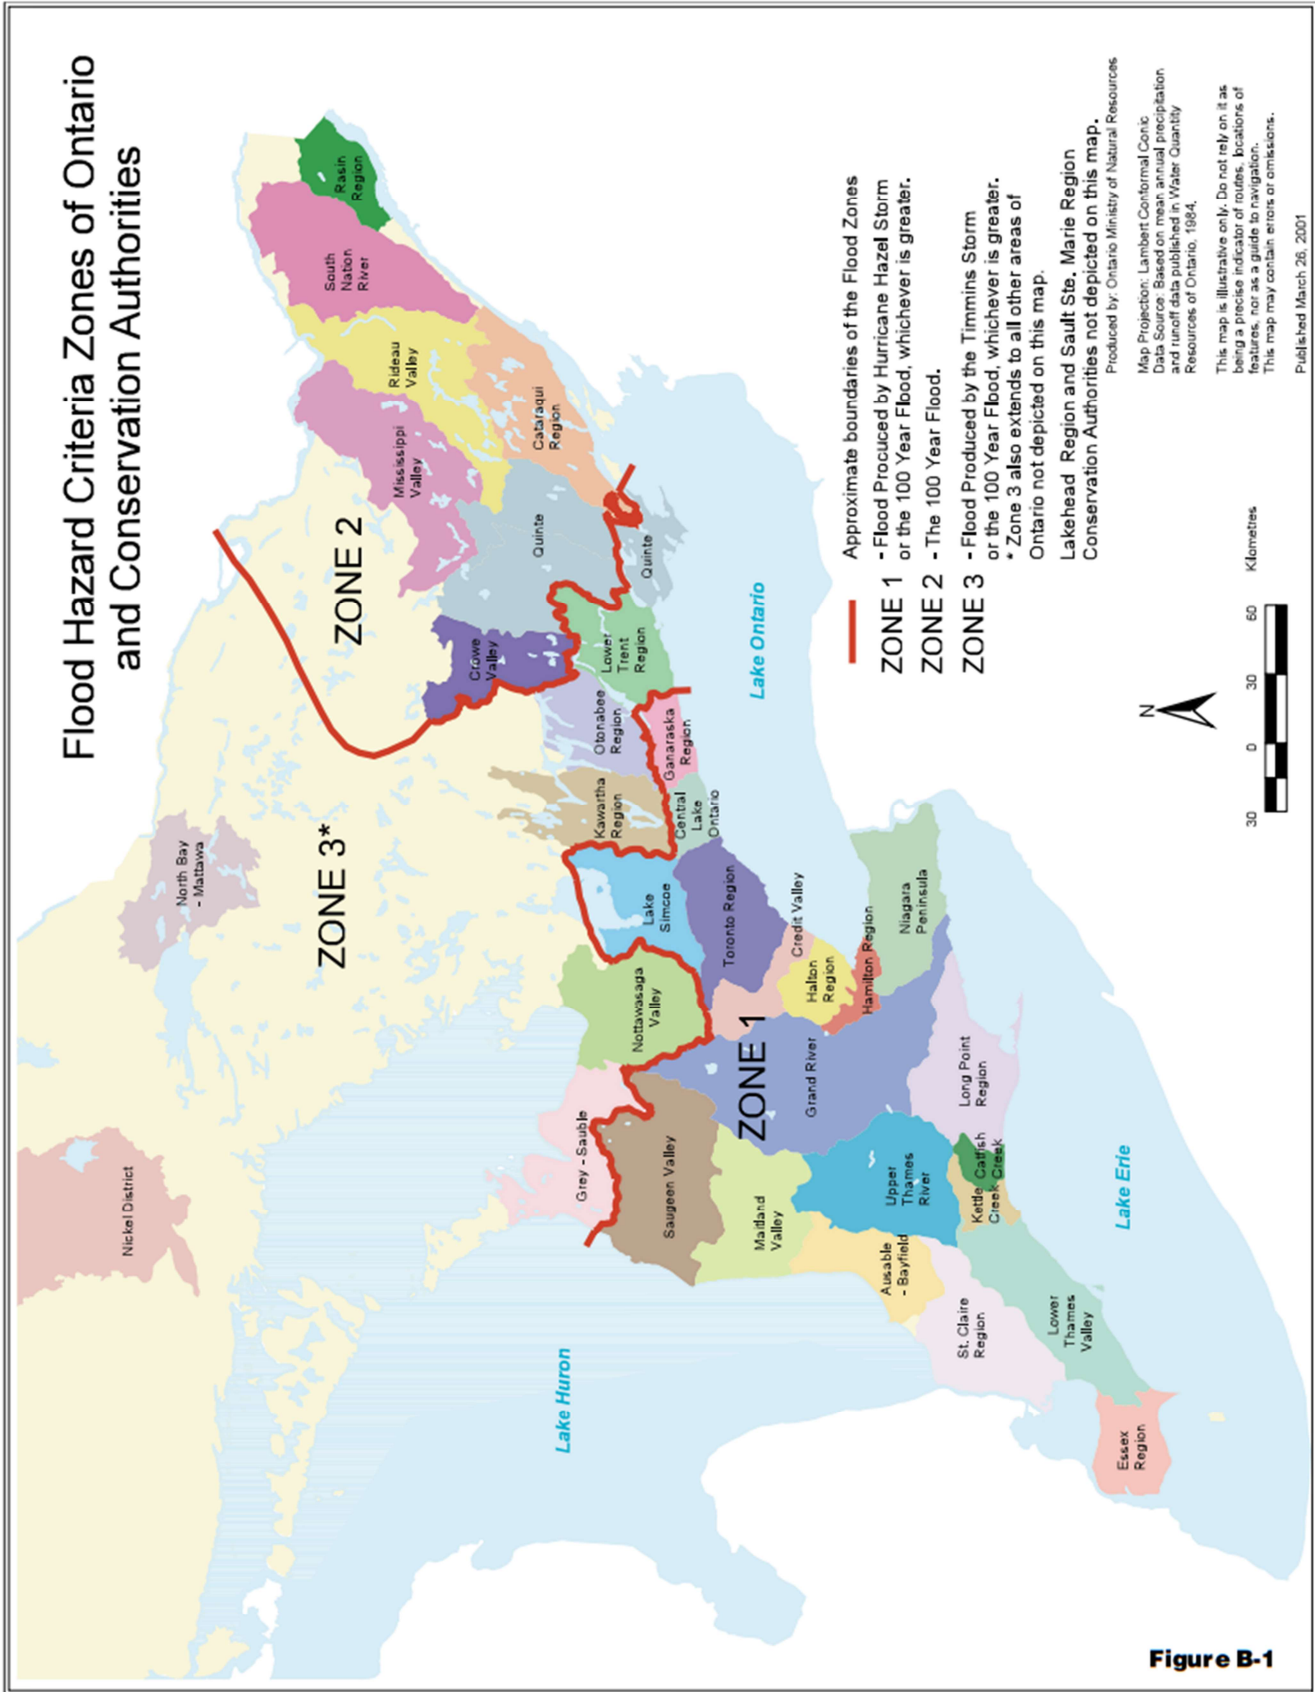 Flood Hazard Criteria Zones of Ontario
and Conservation Authorities
Rasin
Region
South
Nation
River
Rideau
Valley
Mississippi
Valley
Cataraqui
Region
ZONE 2
Quinte
Quinte
Crowe
Valley
Lower
Trent
Region
Otonabee
Region
Ganaraska
Region
Kawartha
Region
Central
Lake
Ontario
North Bay
- Mattawa
ZONE 3*
Lake
Simcoe
Toronto Region
Credit Valley
Halton
Region
Hamilton Region
Niagara
Peninsula
Nottawasaga
Valley
ZONE 1
Grand River
Long Point
Region
Grey - Sauble
Saugeen Valley
Maitland
Valley
Upper
Thames
River
Catfish
Creek
Kettle
Creek
Ausable
- Bayfield
St. Claire
Region
Lower
Thames
Valley
Essex
Region
Nickel District
Lake Ontario
Lake Erie
Lake Huron
Approximate boundaries of the Flood Zones
ZONE 1 - Flood Procuced by Hurricane Hazel Storm
or the 100 Year Flood, whichever is greater.
ZONE 2 - The 100 Year Flood.
ZONE 3 - Flood Produced by the Timmins Storm
or the 100 Year Flood, whichever is greater.
* Zone 3 also extends to all other areas of
Ontario not depicted on this map.
Lakehead Region and Sault Ste. Marie Region
Conservation Authorities not depicted on this map.
Produced by: Ontario Ministry of Natural Resources
Map Projection: Lambert Conformal Conic
Data Source: Based on mean annual precipitation
and runoff data published in Water Quantity
Resources of Ontario, 1984.
This map is illustrative only. Do not rely on it as
being a precise indicator of routes, locations of
features, nor as a guide to navigation.
This map may contain errors or omissions.
Published March 26, 2001
N
30 0 30 60 Kilometres
Figure B-1